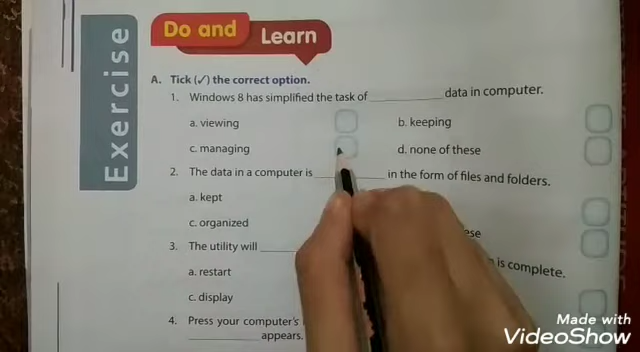 Exercise
Do and Learn
A. Tick (✓) the correct option.
1. Windows 8 has simplified the task of ____________ data in computer.
a. viewing b. keeping
c. managing d. none of these
2. The data in a computer is ____________ in the form of files and folders.
a. kept
c. organized
3. The utility will ____________ is complete.
a. restart
c. display
4. Press your computer's
____________ appears.
Made with
VideoShow